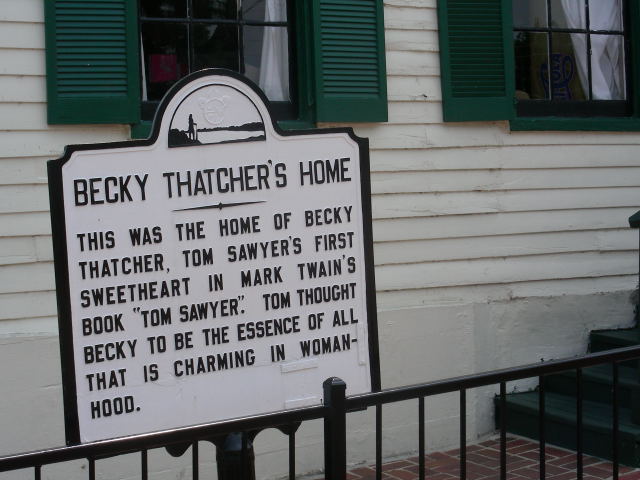 BECKY THATCHER'S HOME
THIS WAS THE HOME OF BECKY
THATCHER, TOM SAWYER'S FIRST
SWEETHEART IN MARK TWAIN'S
BOOK "TOM SAWYER". TOM THOUGHT
BECKY TO BE THE ESSENCE OF ALL
THAT IS CHARMING IN WOMAN-
HOOD.